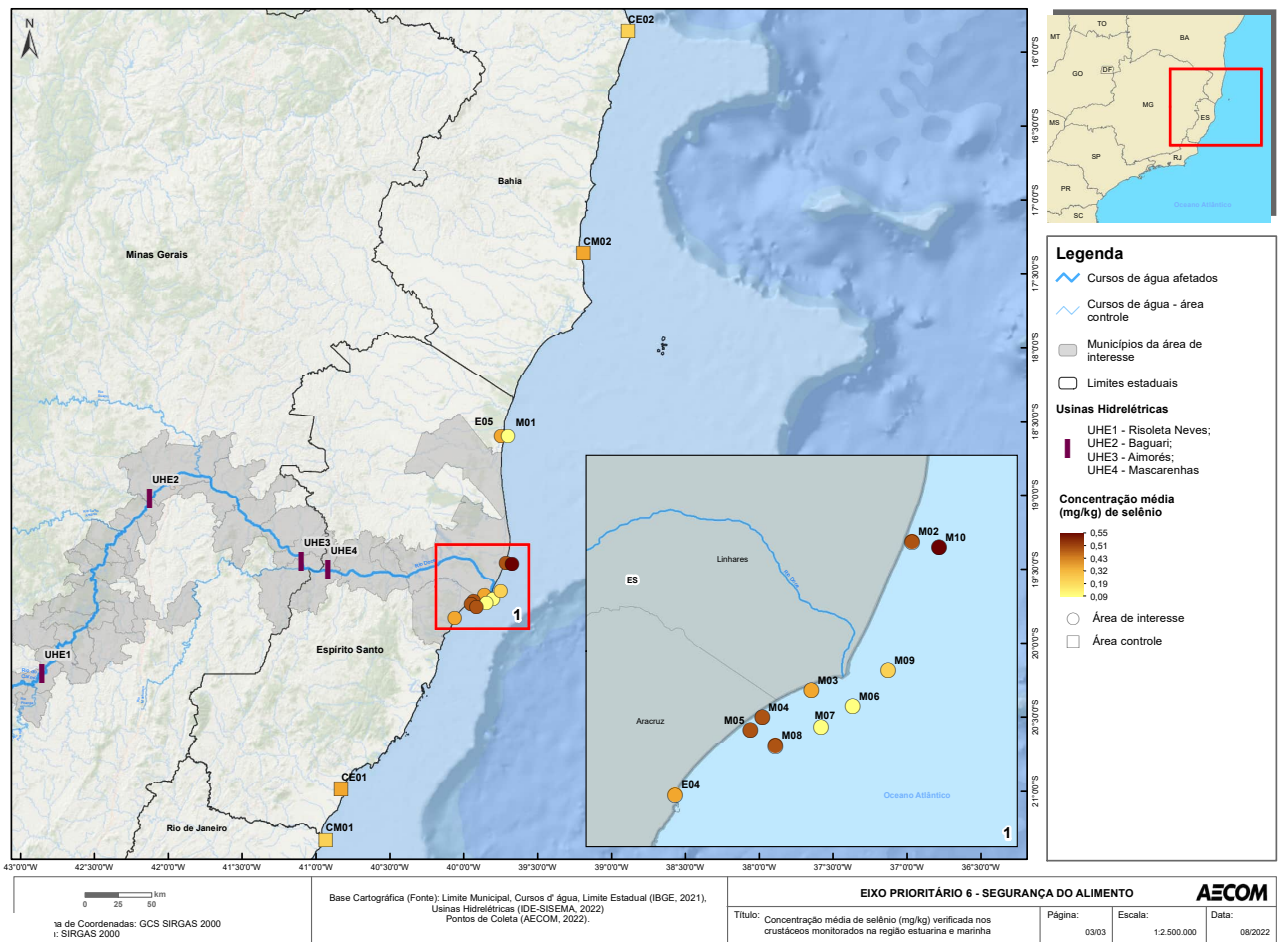 N
CE02
Bahia
CM02
Minas Gerais
E05
M01
UHE2
UHE3
UHE4
Rio Doce
1
Espírito Santo
UHE1
CE01
Rio de Janeiro
CM01
M02
M10
Linhares
ES
Rio Doce
M09
M03
M06
M04
M07
M05
Aracruz
M08
E04
Oceano Atlântico
1
16°0'0"S
16°30'0"S
17°0'0"S
17°30'0"S
18°0'0"S
18°30'0"S
19°0'0"S
19°30'0"S
20°0'0"S
20°30'0"S
21°0'0"S
43°0'0"W
42°30'0"W
42°0'0"W
41°30'0"W
41°0'0"W
40°30'0"W
40°0'0"W
39°30'0"W
39°0'0"W
38°30'0"W
38°0'0"W
37°30'0"W
37°0'0"W
36°30'0"W
TO
MT
BA
DF
GO
MG
MS
ES
SP
RJ
PR
SC
Oceano Atlântico
Legenda
Cursos de água afetados
Cursos de água - área
controle
Municípios da área de
interesse
Limites estaduais
Usinas Hidrelétricas
UHE1 - Risoleta Neves;
UHE2 - Baguari;
UHE3 - Aimorés;
UHE4 - Mascarenhas
Concentração média
(mg/kg) de selênio
0,55
0,51
0,43
0,32
0,19
0,09
Área de interesse
Área controle
km
0 25 50
de Coordenadas: GCS SIRGAS 2000
: SIRGAS 2000
Base Cartográfica (Fonte): Limite Municipal, Cursos d' água, Limite Estadual (IBGE, 2021),
Usinas Hidrelétricas (IDE-SISEMA, 2022)
Pontos de Coleta (AECOM, 2022).
EIXO PRIORITÁRIO 6 - SEGURANÇA DO ALIMENTO
AECOM
Título: Concentração média de selênio (mg/kg) verificada nos
crustáceos monitorados na região estuarina e marinha
Página:
03/03
Escala:
1:2.500.000
Data:
08/2022